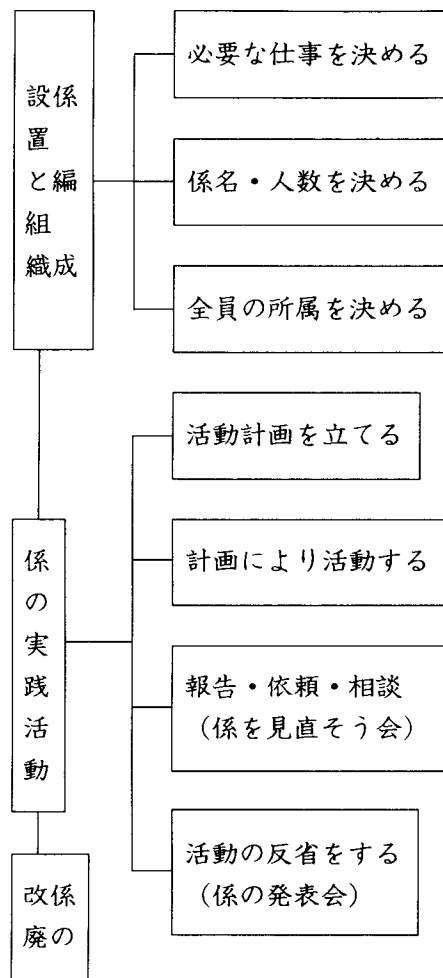 係編成
設置と組織
必要な仕事を決める
係名・人数を決める
全員の所属を決める
係の実践活動
活動計画を立てる
計画により活動する
報告・依頼・相談
(係を見直そう会)
活動の反省をする
(係の発表会)
係の
改廃